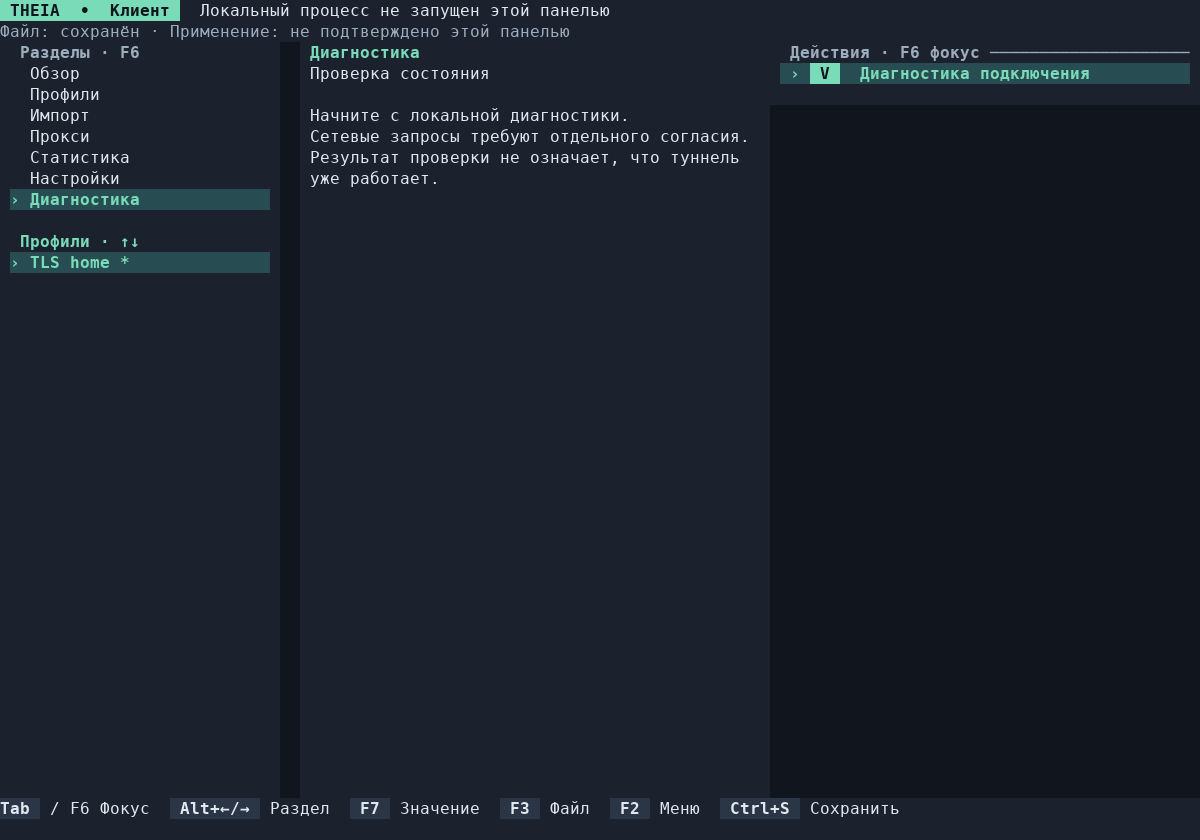 THEIA • Клиент Локальный процесс не запущен этой панелью
Файл: сохранён · Применение: не подтверждено этой панелью
Разделы · F6
Обзор
Профили
Импорт
Прокси
Статистика
Настройки
› Диагностика
Профили · ↑↓
› TLS home *
Диагностика
Проверка состояния
Начните с локальной диагностики.
Сетевые запросы требуют отдельного согласия.
Результат проверки не означает, что туннель
уже работает.
Действия · F6 фокус
› V Диагностика подключения
Tab / F6 Фокус Alt+←/→ Раздел F7 Значение F3 Файл F2 Меню Ctrl+S Сохранить